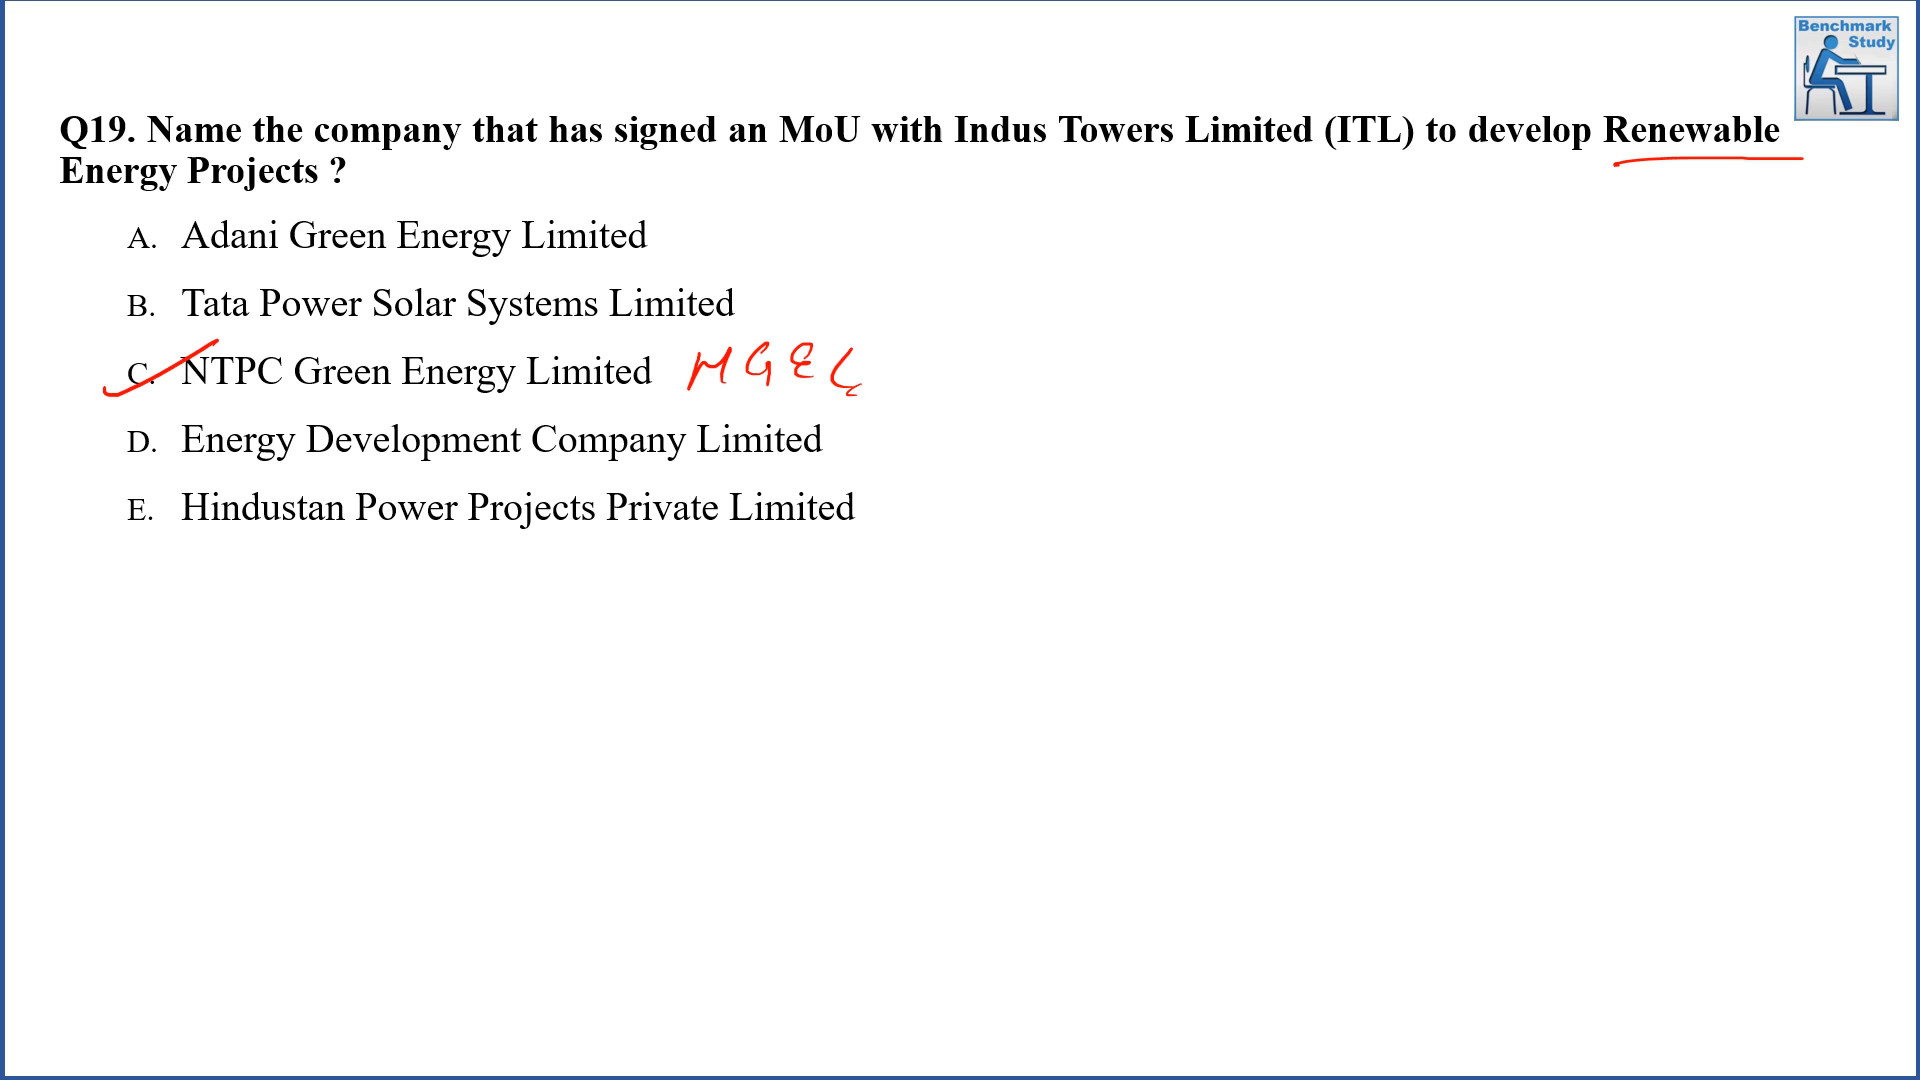 Benchmark
Study
Q19. Name the company that has signed an MoU with Indus Towers Limited (ITL) to develop Renewable
Energy Projects ?
A. Adani Green Energy Limited
B. Tata Power Solar Systems Limited
C. NTPC Green Energy Limited NGEL
D. Energy Development Company Limited
E. Hindustan Power Projects Private Limited